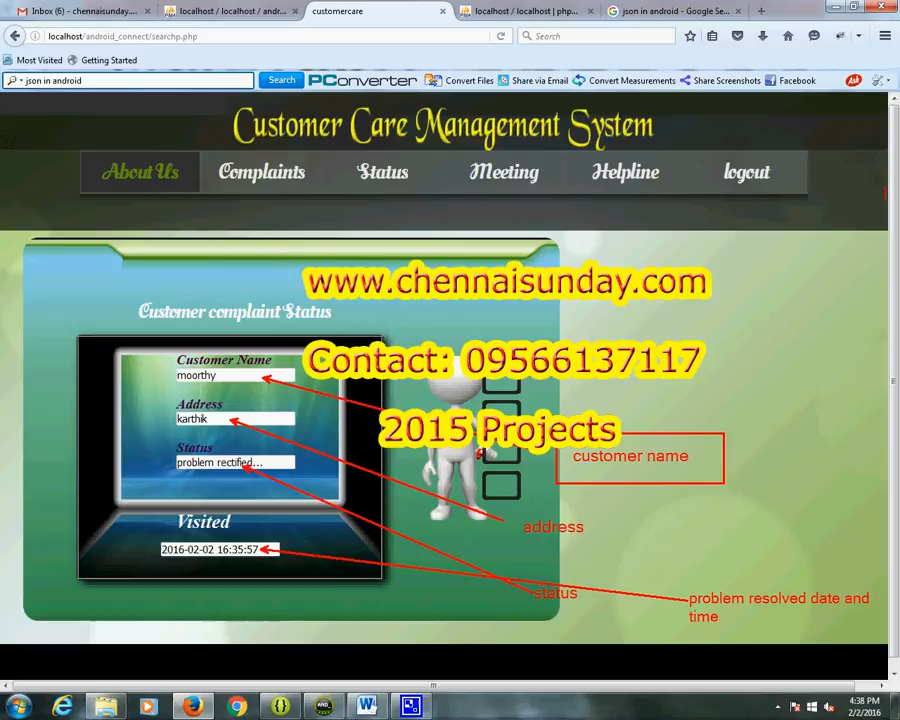 Inbox (6) - chennaisunday....
problem / localhost / andr...
customercare
localhost / localhost | php...
json in android - Google Se...
localhost/android_connect/searchp.php
Search
Most Visited
Getting Started
json in android
Search
PCONVERTER
Convert Files
Share via Email
Convert Measurements
Share Screenshots
Facebook
Ask
Customer Care Management System
About Us
Complaints
Status
Meeting
Helpline
logout
www.chennaisunday.com
Customer complaint Status
Contact: 09566137117
Customer Name
moorthy
Address
karthik
2015 Projects
Status
problem rectified...
customer name
Visited
address
2016-02-02 16:35:57
status
problem resolved date and
time
4:38 PM
2/2/2016